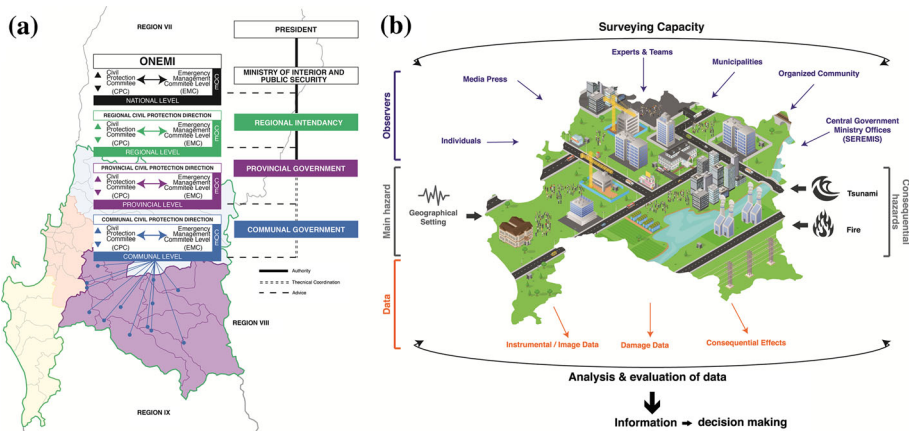 (a)
REGION VII
PRESIDENT
MINISTRY OF INTERIOR AND
PUBLIC SECURITY
ONEMI
Civil
Protection
Commitee
(CPC)
Emergency
Management
Commitee Level
(EMC)
COE
NATIONAL LEVEL
REGIONAL INTENDANCY
REGIONAL CIVIL PROTECTION DIRECTION
Civil
Protection
Commitee
(CPC)
Emergency
Management
Commitee Level
(EMC)
COE
REGIONAL LEVEL
PROVINCIAL GOVERNMENT
PROVINCIAL CIVIL PROTECTION DIRECTION
Civil
Protection
Commitee
(CPC)
Emergency
Management
Commitee Level
(EMC)
COE
PROVINCIAL LEVEL
COMMUNAL GOVERNMENT
COMMUNAL CIVIL PROTECTION DIRECTION
Civil
Protection
Commitee
(CPC)
Emergency
Management
Commitee Level
(EMC)
COE
COMMUNAL LEVEL
Authority
Thecnical Coordination
Advice
REGION VIII
REGION IX
(b)
Surveying Capacity
Observers
Experts & Teams
Municipalities
Media Press
Organized Community
Individuals
Central Government
Ministry Offices
(SEREMIS)
Main hazard
Geographical
Setting
Tsunami
Fire
Consequential
hazards
Data
Instrumental / Image Data
Damage Data
Consequential Effects
Analysis & evaluation of data
Information → decision making